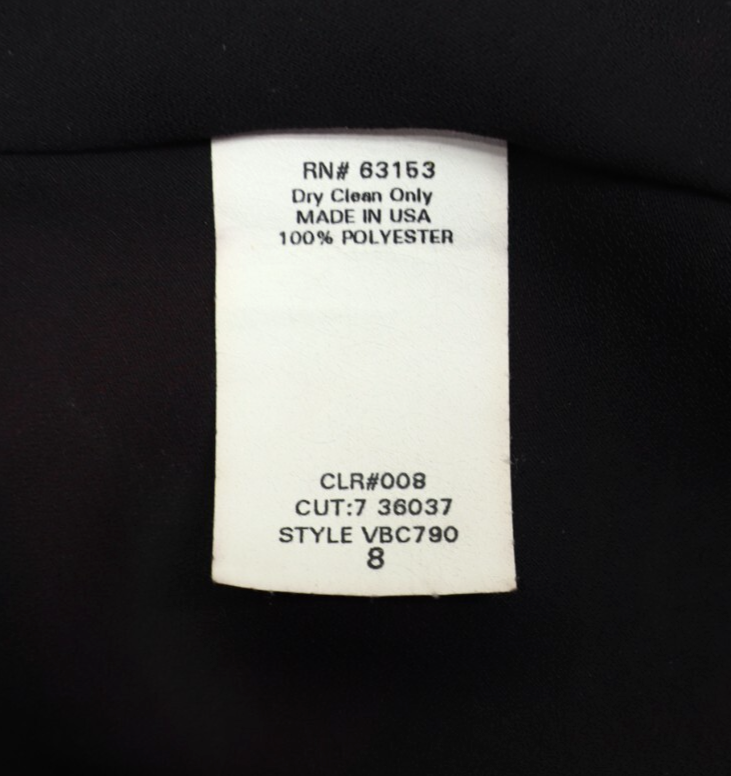 RN# 63153
Dry Clean Only
MADE IN USA
100% POLYESTER
CLR#008
CUT:7 36037
STYLE VBC790
8